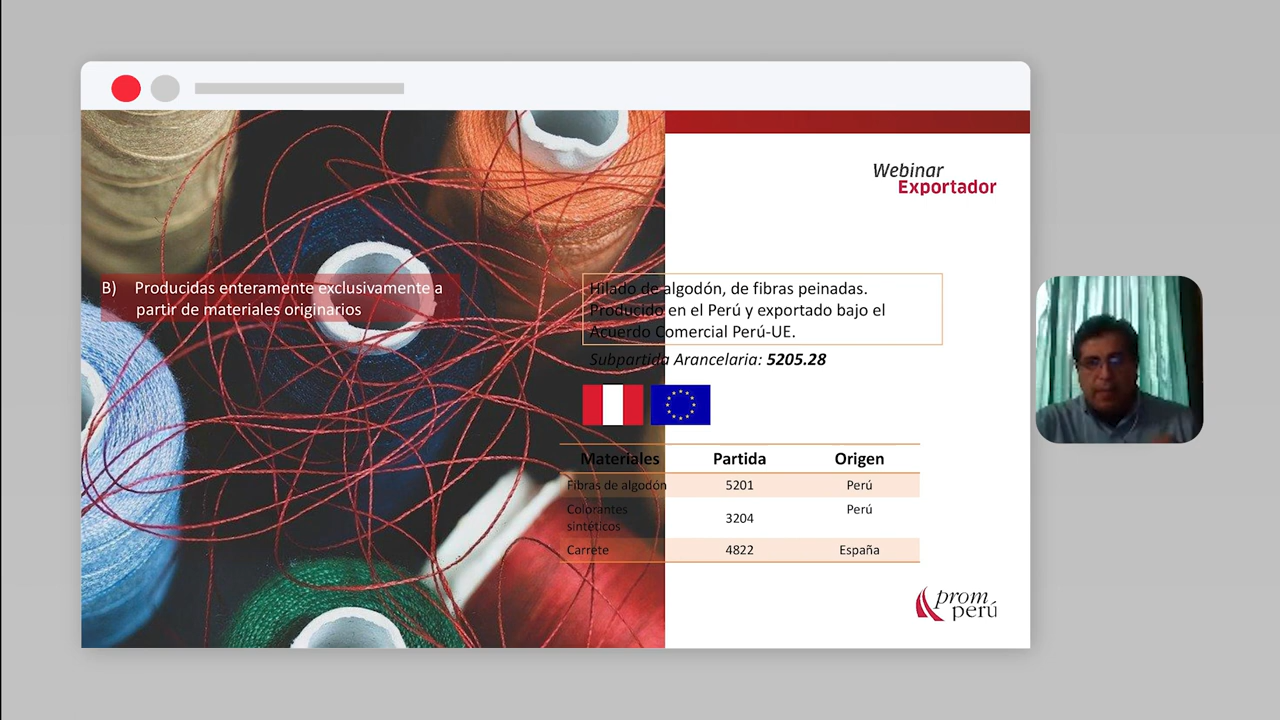 Webinar
Exportador
B) Producidas enteramente exclusivamente a
partir de materiales originarios
Hilado de algodón, de fibras peinadas.
Producido en el Perú y exportado bajo el
Acuerdo Comercial Perú-UE.
Subpartida Arancelaria: 5205.28
Materiales Partida Origen
Fibras de algodón 5201 Perú
Colorantes
sintéticos 3204 Perú
Carrete 4822 España
prom
perú